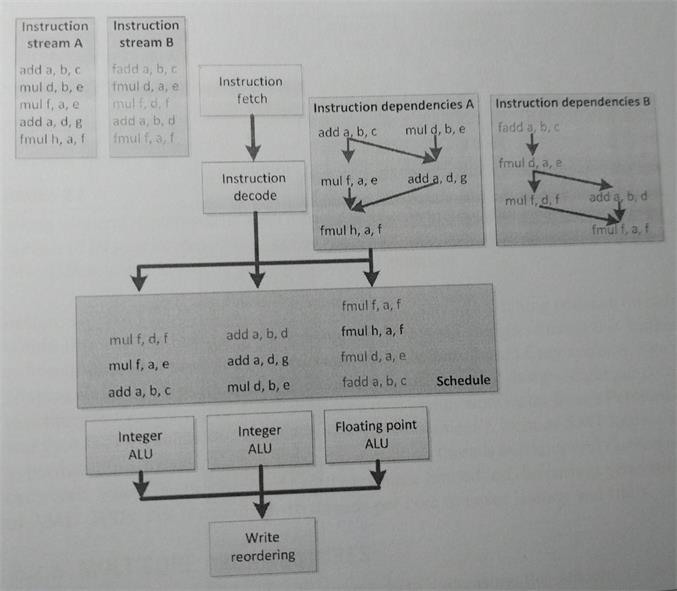 Instruction
stream A
add a, b, c
mul d, b, e
mul f, a, e
add a, d, g
fmul h, a, f
Instruction
stream B
fadd a, b, c
fmul d, a, e
mul f, d, f
add a, b, d
fmul f, a, f
Instruction
fetch
Instruction
decode
Instruction dependencies A
add a, b, c mul d, b, e
mul f, a, e add a, d, g
fmul h, a, f
Instruction dependencies B
fadd a, b, c
fmul d, a, e
mul f, d, f add a, b, d
fmul f, a, f
fmul f, a, f
mul f, d, f add a, b, d fmul h, a, f
mul f, a, e add a, d, g fmul d, a, e
add a, b, c mul d, b, e fadd a, b, c Schedule
Integer
ALU
Integer
ALU
Floating point
ALU
Write
reordering